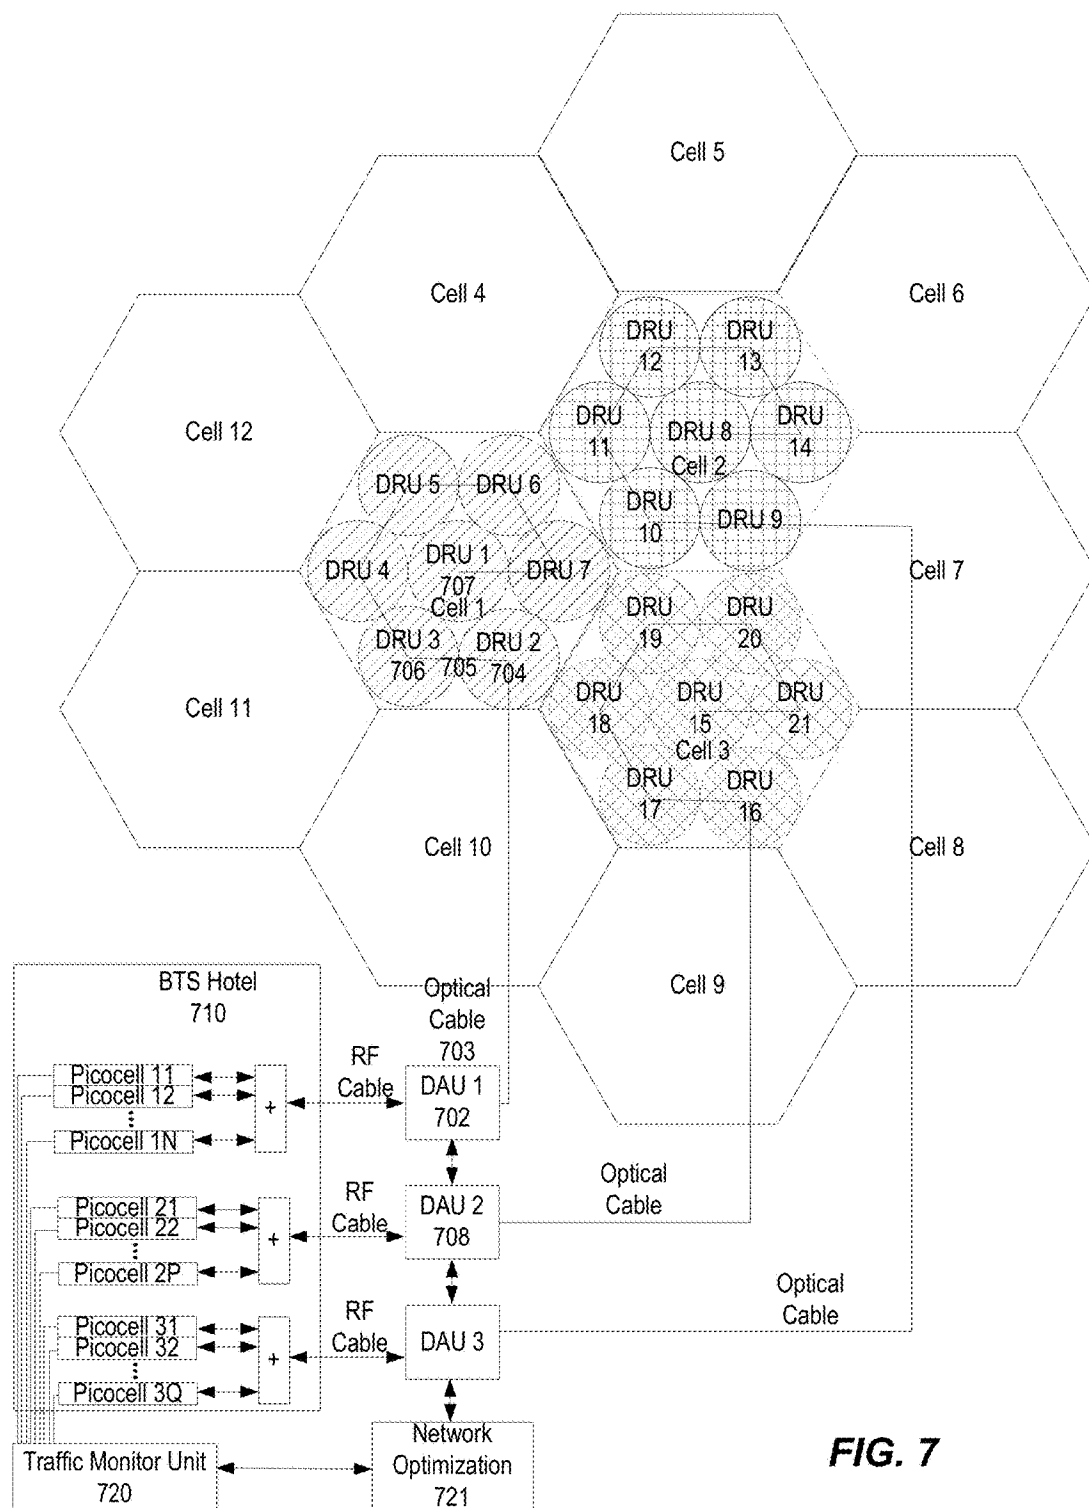 Cell 5
Cell 4
Cell 6
DRU
12
DRU
13
Cell 12
DRU
11
DRU 8
DRU
14
Cell 2
DRU 5
DRU 6
DRU
10
DRU 9
DRU 4
DRU 1
707
DRU 7
Cell 7
Cell 1
DRU
19
DRU
20
DRU 3
706
705
DRU 2
704
Cell 11
DRU
18
DRU
15
DRU
21
Cell 3
DRU
17
DRU
16
Cell 10
Cell 8
BTS Hotel
710
Optical
Cable
703
Cell 9
Picocell 11
Picocell 12
Picocell 1N
+
RF
Cable
DAU 1
702
Picocell 21
Picocell 22
Picocell 2P
+
RF
Cable
DAU 2
708
Optical
Cable
Picocell 31
Picocell 32
Picocell 3Q
+
RF
Cable
DAU 3
Optical
Cable
Traffic Monitor Unit
720
Network
Optimization
721
FIG. 7